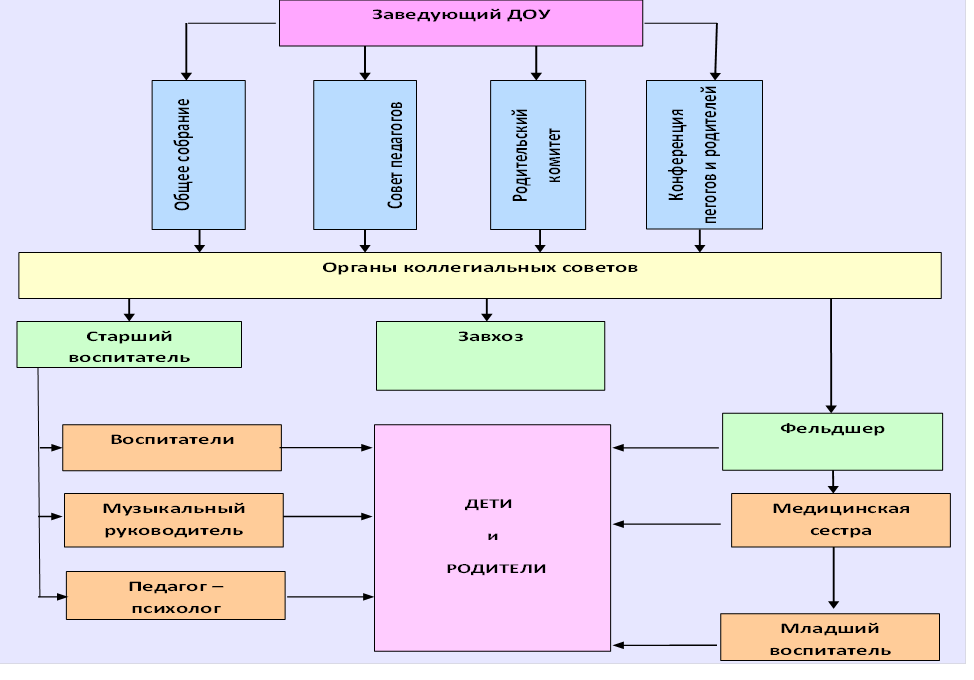 Заведующий ДОУ
Общее собрание
Совет педагогов
Родительский
комитет
Конференция
пегогов и родителей
Органы коллегиальных советов
Старший
воспитатель
Завхоз
Воспитатели
Музыкальный
руководитель
Педагог –
психолог
ДЕТИ
и
РОДИТЕЛИ
Фельдшер
Медицинская
сестра
Младший
воспитатель